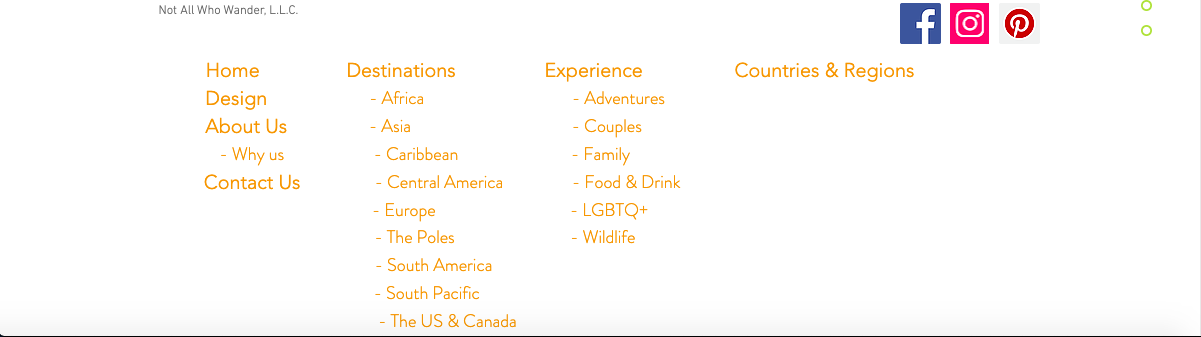 Not All Who Wander, L.L.C.
Home
Design
About Us
- Why us
Contact Us
Destinations
- Africa
- Asia
- Caribbean
- Central America
- Europe
- The Poles
- South America
- South Pacific
- The US & Canada
Experience
- Adventures
- Couples
- Family
- Food & Drink
- LGBTQ+
- Wildlife
Countries & Regions